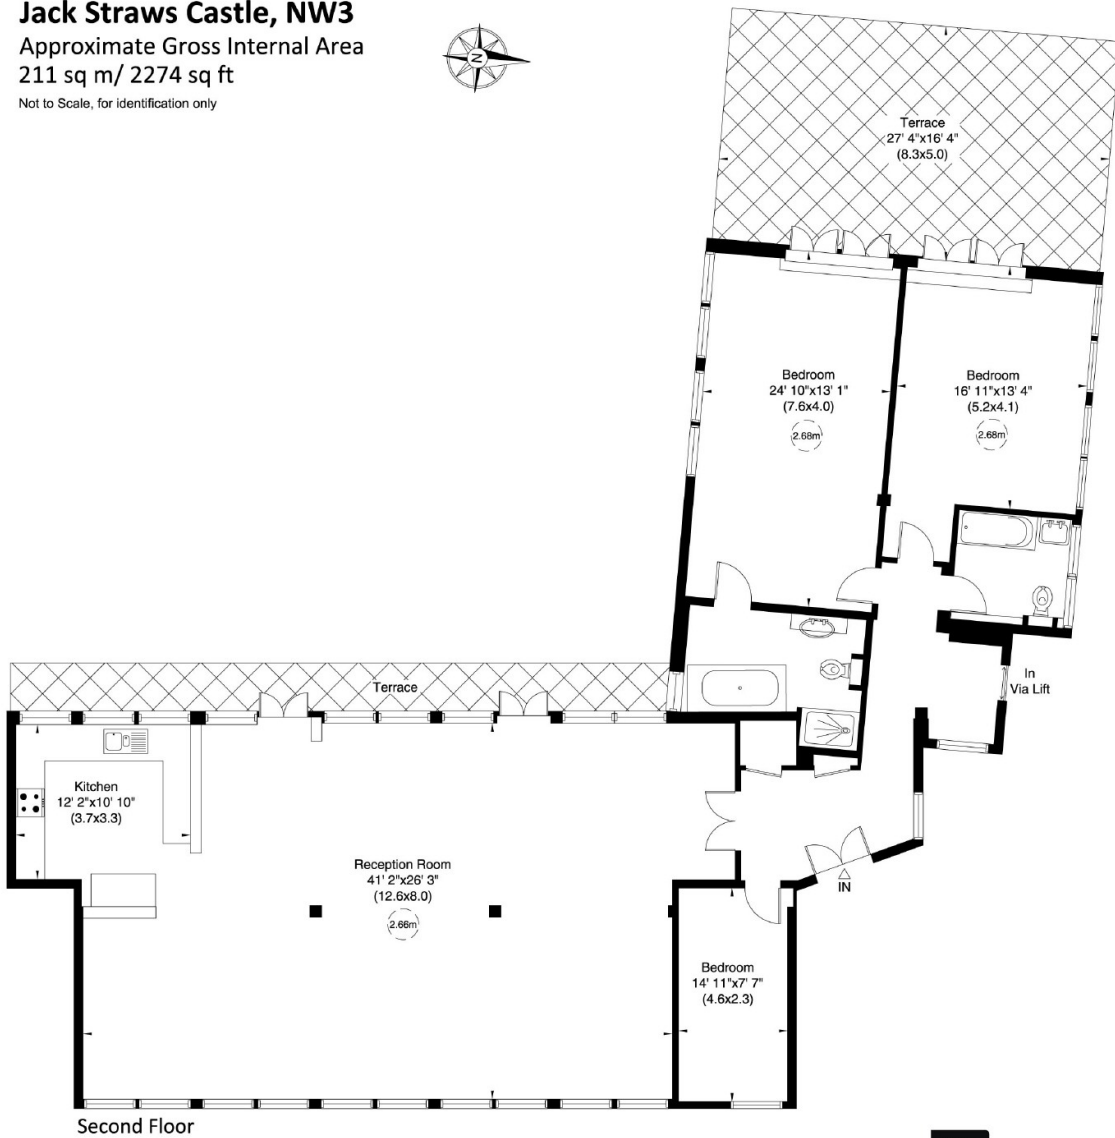 Jack Straws Castle, NW3
Approximate Gross Internal Area
211 sq m/ 2274 sq ft
Not to Scale, for identification only
N
Terrace
27' 4"x16' 4"
(8.3x5.0)
Bedroom
24' 10"x13' 1"
(7.6x4.0)
2.68m
Bedroom
16' 11"x13' 4"
(5.2x4.1)
2.68m
In
Via Lift
Terrace
Kitchen
12' 2"x10' 10"
(3.7x3.3)
Reception Room
41' 2"x26' 3"
(12.6x8.0)
2.66m
IN
Bedroom
14' 11"x7' 7"
(4.6x2.3)
Second Floor